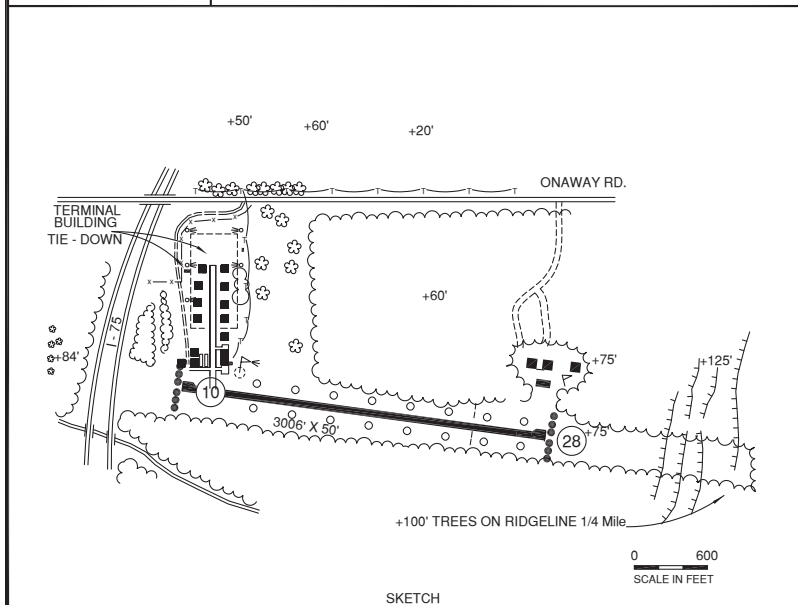 +50'
+60'
+20'
ONAWAY RD.
TERMINAL
BUILDING
TIE - DOWN
+60'
I - 75
+84'
+75'
+125'
10
3006' X 50'
+75'
28
+100' TREES ON RIDGELINE 1/4 Mile
0 600
SCALE IN FEET
SKETCH